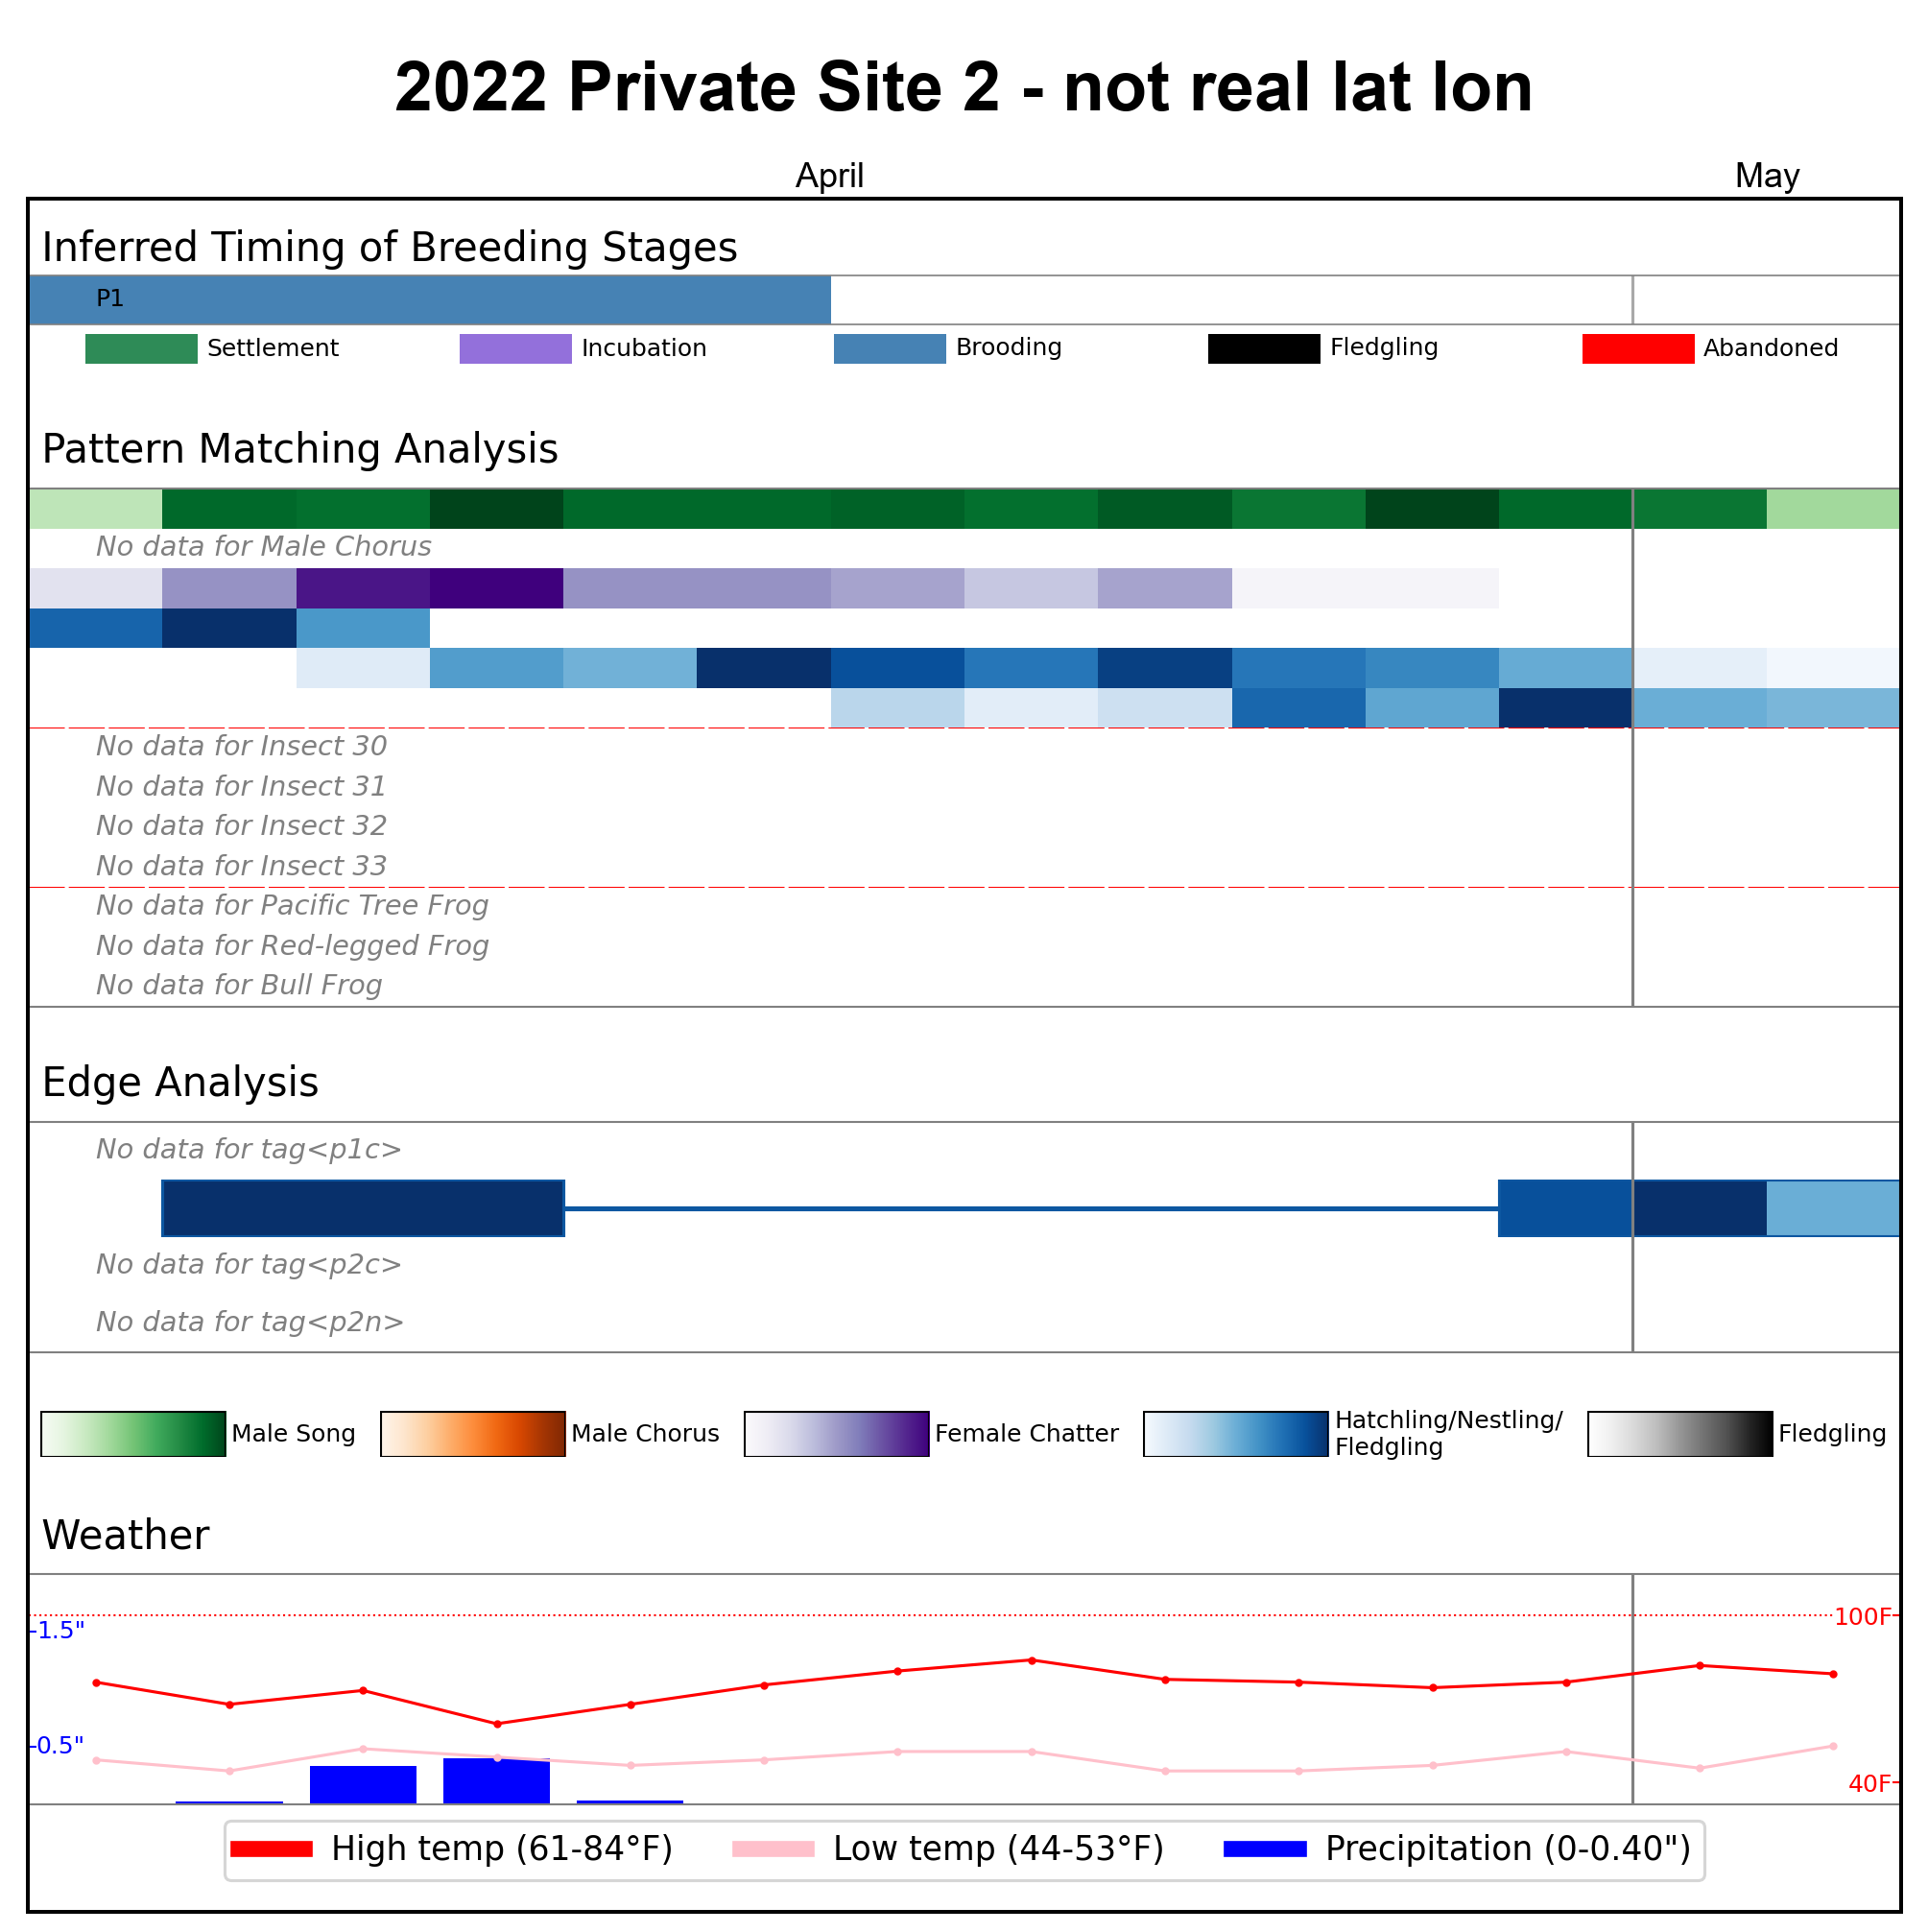 2022 Private Site 2 - not real lat lon
April May
Inferred Timing of Breeding Stages
P1
Settlement Incubation Brooding Fledgling Abandoned
Pattern Matching Analysis
No data for Male Chorus
No data for Insect 30
No data for Insect 31
No data for Insect 32
No data for Insect 33
No data for Pacific Tree Frog
No data for Red-legged Frog
No data for Bull Frog
Edge Analysis
No data for tag<p1c>
No data for tag<p2c>
No data for tag<p2n>
Male Song Male Chorus Female Chatter Hatchling/Nestling/
Fledgling Fledgling
Weather
1.5" 100F
0.5" 40F
High temp (61-84°F) Low temp (44-53°F) Precipitation (0-0.40")